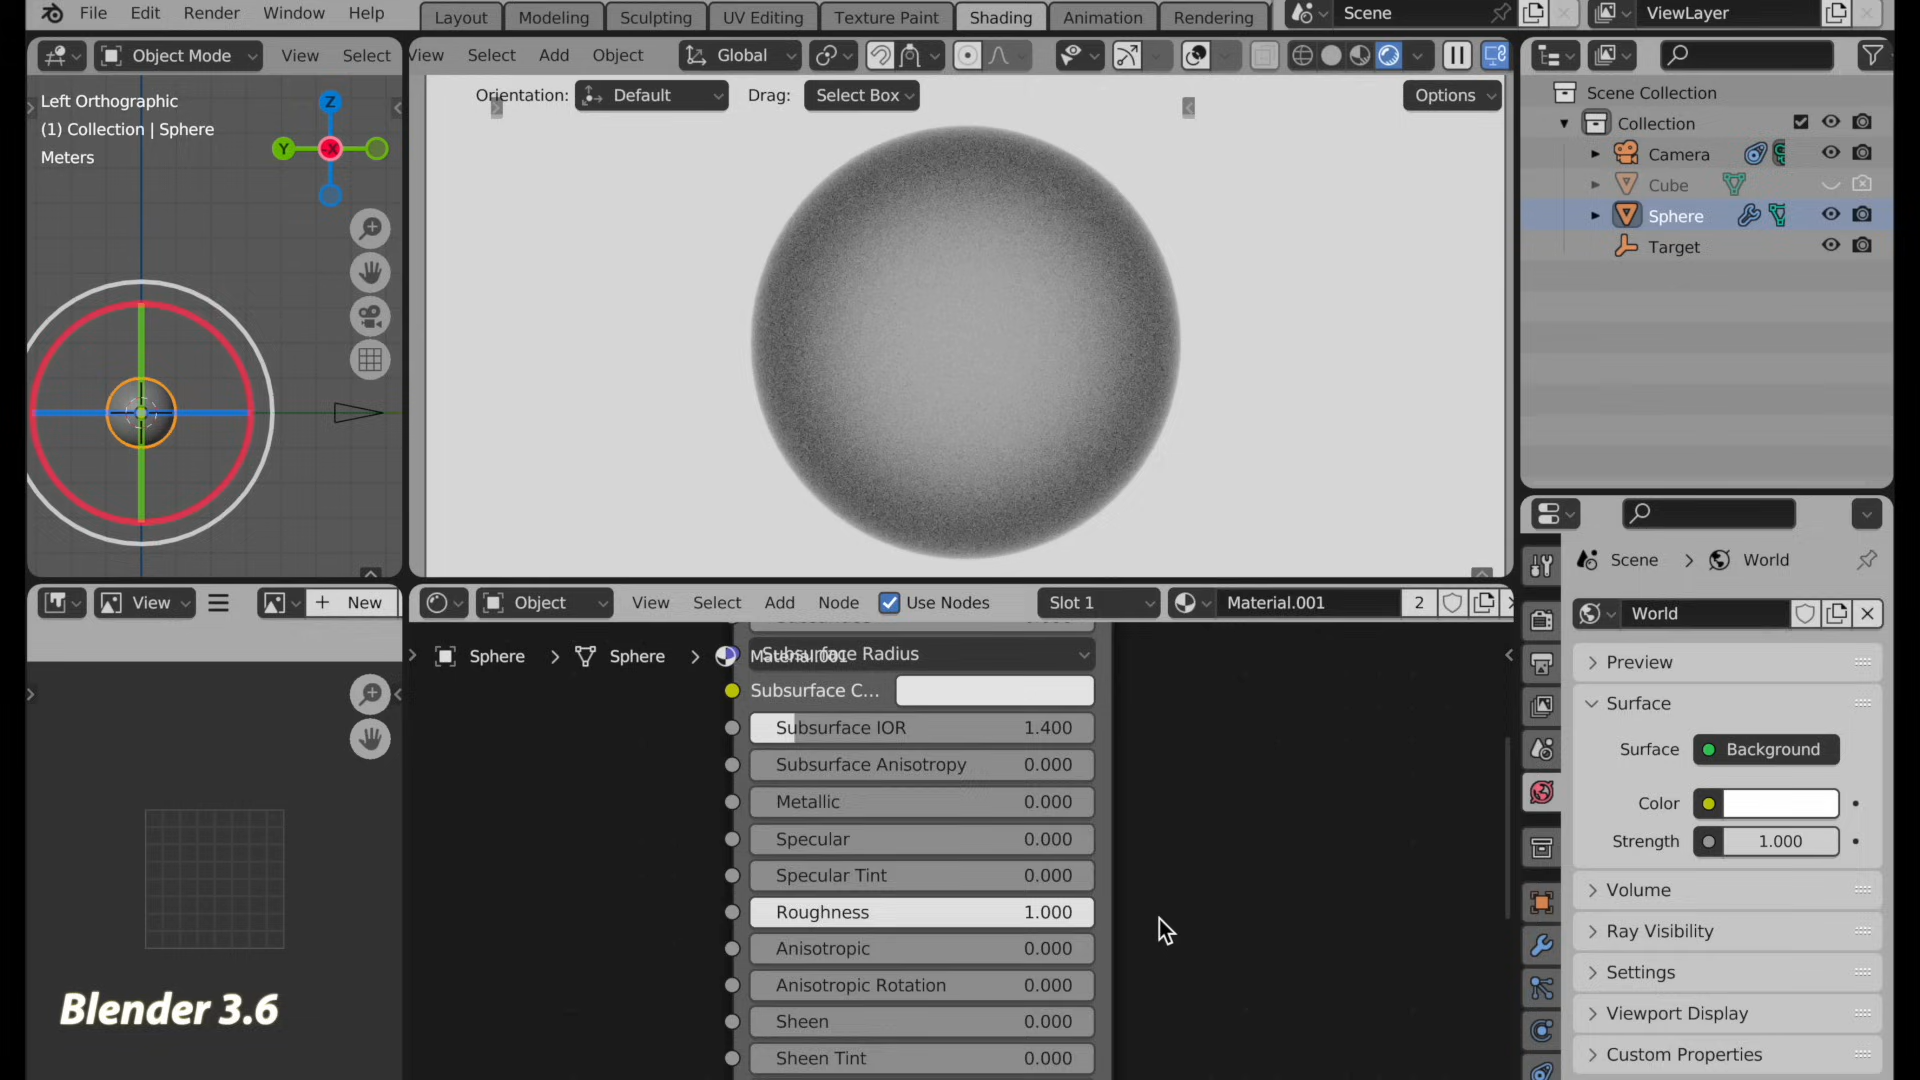 File Edit Render Window Help
Layout Modeling Sculpting UV Editing Texture Paint Shading Animation Rendering
Scene
ViewLayer
Object Mode View Select
View Select Add Object Global
Orientation: Default Drag: Select Box Options
Left Orthographic
(1) Collection | Sphere
Meters
Z
Y
-X
Scene Collection
Collection
Camera
Cube
Sphere
Target
Scene World
World
Preview
Surface
Surface Background
Color
Strength 1.000
Volume
Ray Visibility
Settings
Viewport Display
Custom Properties
View + New
Object View Select Add Node Use Nodes Slot 1 Material.001 2
Sphere Sphere Material.001
Subsurface Radius
Subsurface C...
Subsurface IOR 1.400
Subsurface Anisotropy 0.000
Metallic 0.000
Specular 0.000
Specular Tint 0.000
Roughness 1.000
Anisotropic 0.000
Anisotropic Rotation 0.000
Sheen 0.000
Sheen Tint 0.000
Blender 3.6